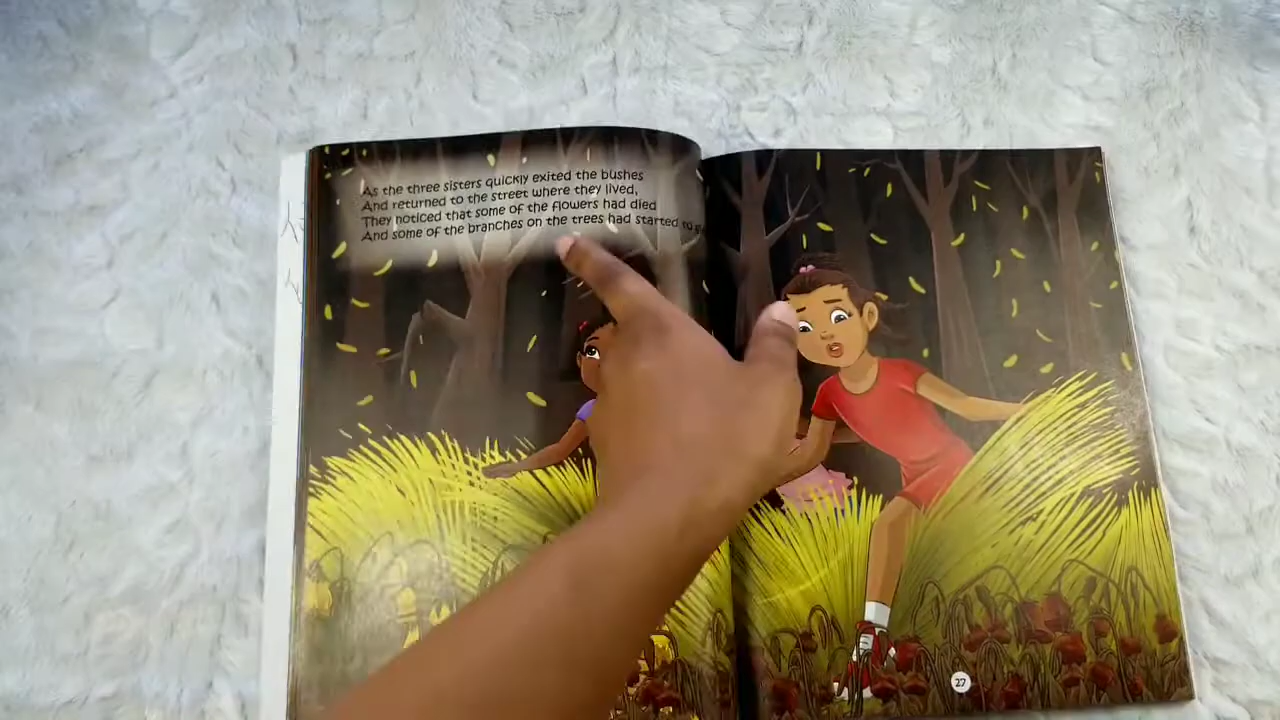 As the three sisters quickly exited the bushes
And returned to the street where they lived,
They noticed that some of the flowers had died
And some of the branches on the trees had started to
27